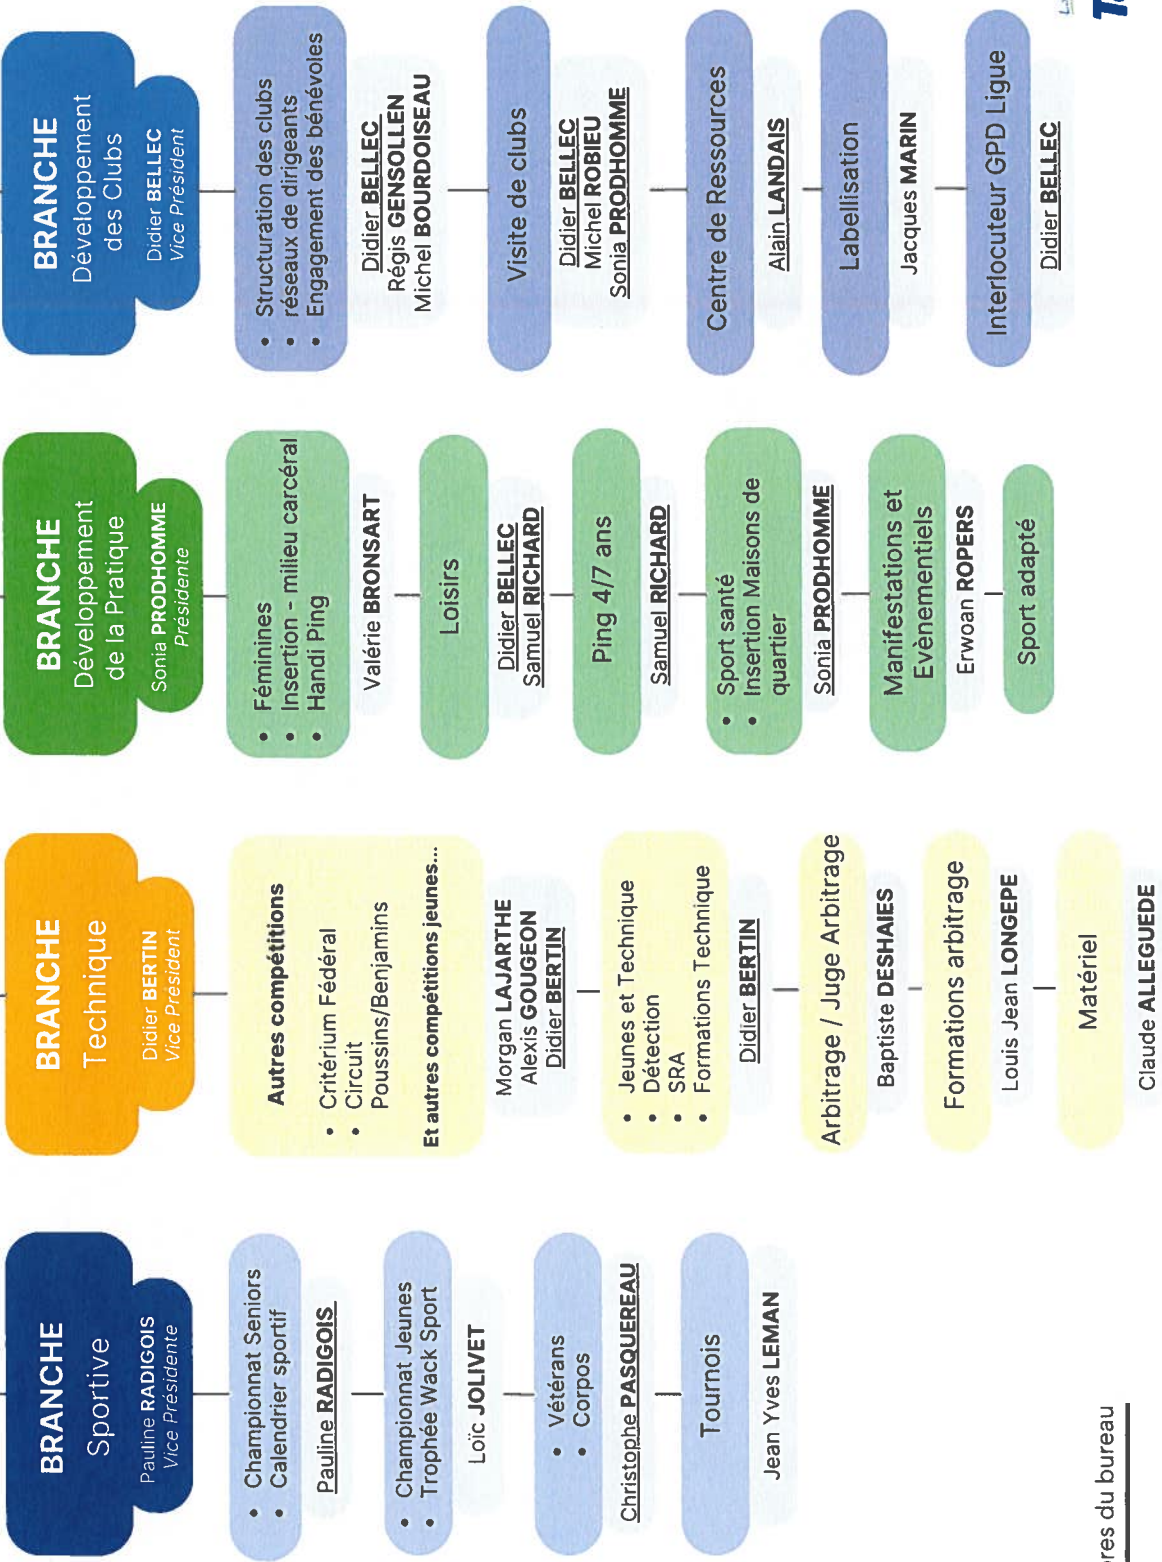 BRANCHE
Sportive
Pauline RADIGOIS
Vice Présidente
• Championnat Seniors
• Calendrier sportif
Pauline RADIGOIS
• Championnat Jeunes
• Trophée Wack Sport
Loïc JOLIVET
• Vétérans
• Corpos
Christophe PASQUEREAU
Tournois
Jean Yves LEMAN
BRANCHE
Technique
Didier BERTIN
Vice Président
Autres compétitions
• Critérium Fédéral
• Circuit
Poussins/Benjamins
Et autres compétitions jeunes...
Morgan LAJARTHE
Alexis GOUGEON
Didier BERTIN
• Jeunes et Technique
• Détection
• SRA
• Formations Technique
Didier BERTIN
Arbitrage / Juge Arbitrage
Baptiste DESHAIES
Formations arbitrage
Louis Jean LONGEPE
Matériel
Claude ALLEGUEDE
BRANCHE
Développement
de la Pratique
Sonia PRODHOMME
Présidente
• Féminines
• Insertion - milieu carcéral
• Handi Ping
Valérie BRONSART
Loisirs
Didier BELLEC
Samuel RICHARD
Ping 4/7 ans
Samuel RICHARD
• Sport santé
• Insertion Maisons de
quartier
Sonia PRODHOMME
Manifestations et
Evènementiels
Erwoan ROPERS
Sport adapté
BRANCHE
Développement
des Clubs
Didier BELLEC
Vice Président
• Structuration des clubs
• réseaux de dirigeants
• Engagement des bénévoles
Didier BELLEC
Régis GENSOLLEN
Michel BOURDOISEAU
Visite de clubs
Didier BELLEC
Michel ROBIEU
Sonia PRODHOMME
Centre de Ressources
Alain LANDAIS
Labellisation
Jacques MARIN
Interlocuteur GPD Ligue
Didier BELLEC
res du bureau